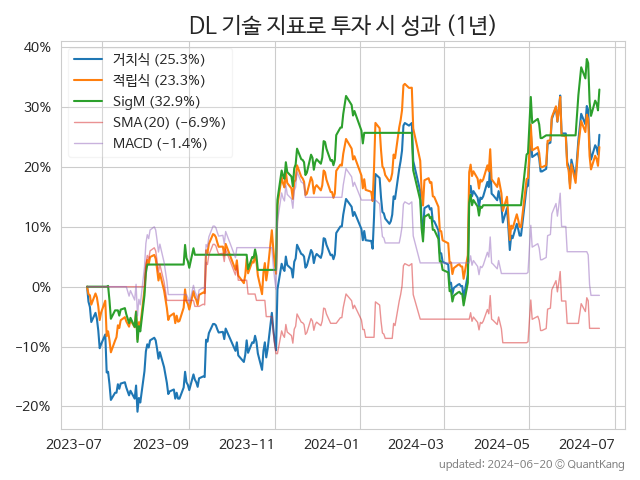 DL 기술 지표로 투자 시 성과 (1년)
40%
30%
20%
10%
0%
−10%
−20%
거치식 (25.3%)
적립식 (23.3%)
SigM (32.9%)
SMA(20) (−6.9%)
MACD (−1.4%)
2023-07
2023-09
2023-11
2024-01
2024-03
2024-05
2024-07
updated: 2024-06-20 © QuantKang